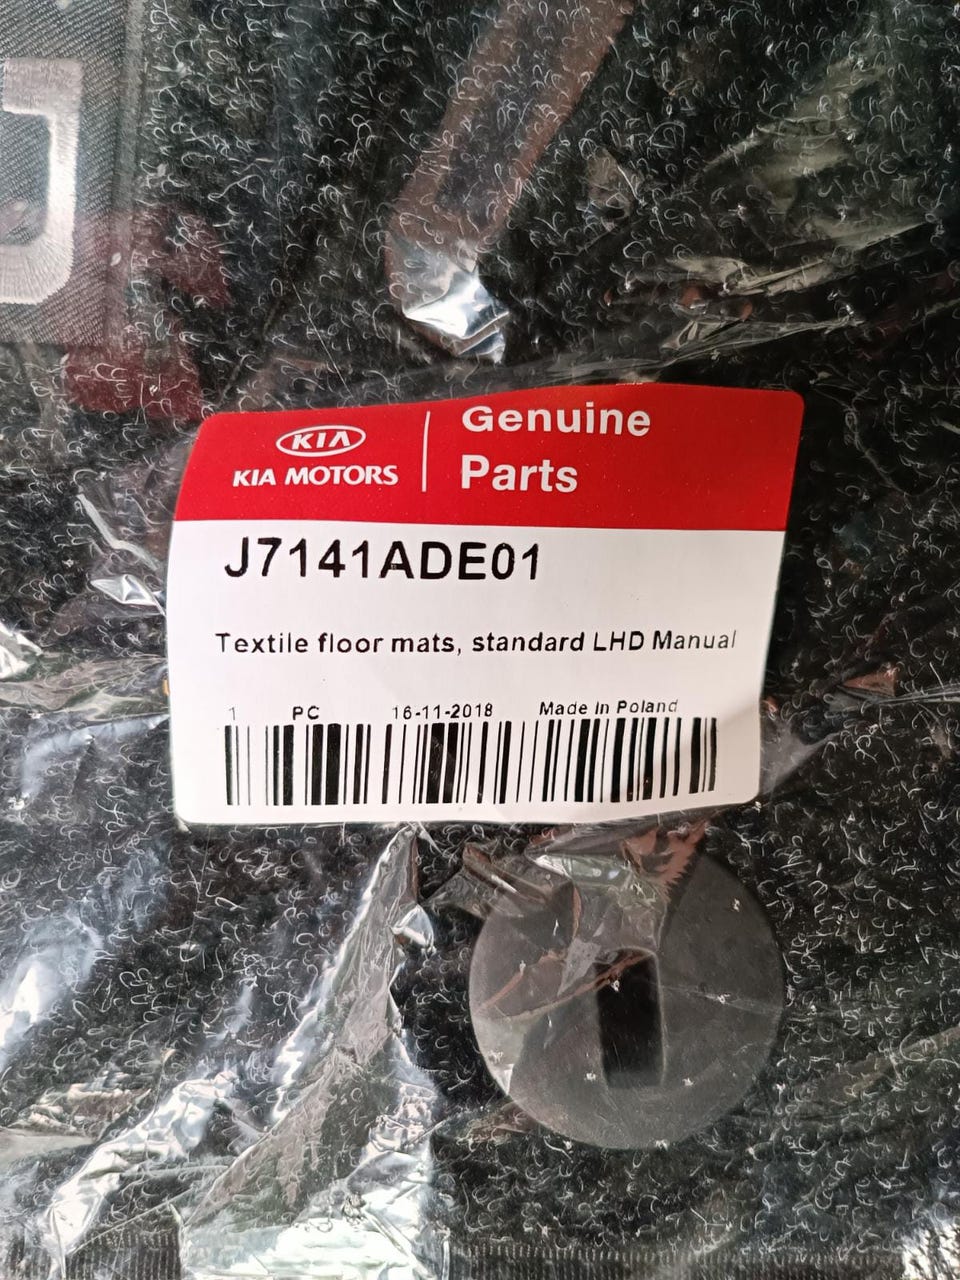 KIA
KIA MOTORS
Genuine
Parts
J7141ADE01
Textile floor mats, standard LHD Manual
1 PC 16-11-2018 Made In Poland